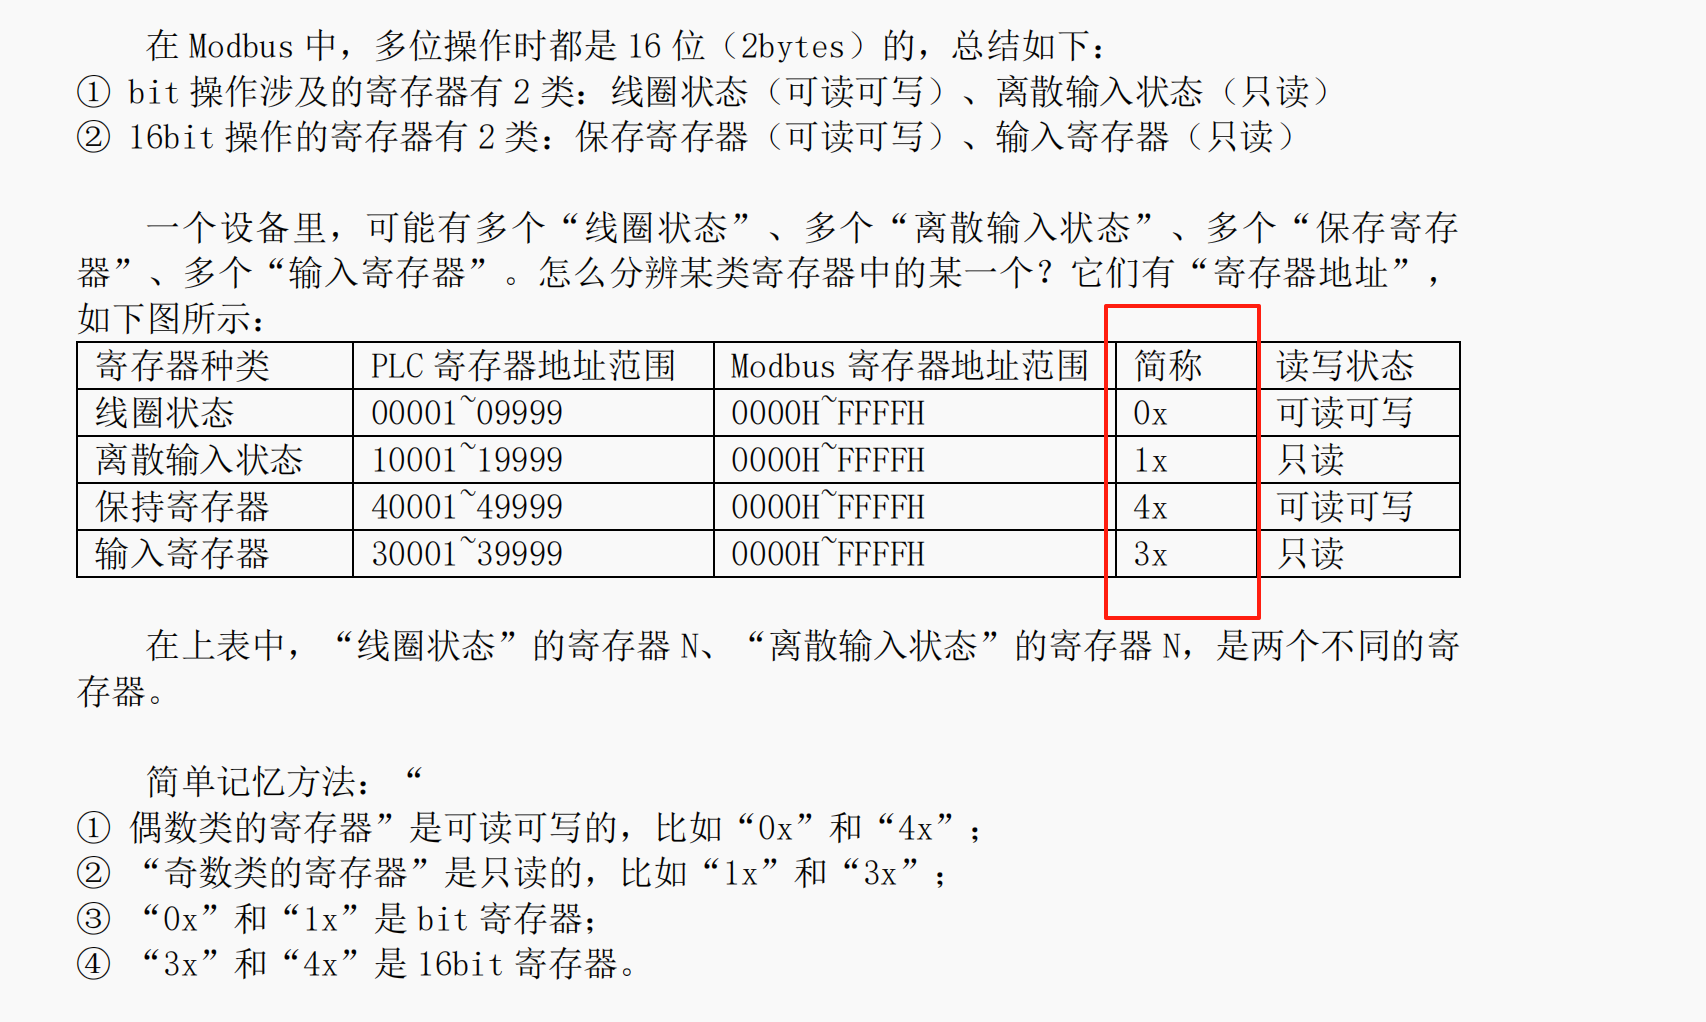 在 Modbus 中，多位操作时都是 16 位（2bytes）的，总结如下：
① bit 操作涉及的寄存器有 2 类：线圈状态（可读可写）、离散输入状态（只读）
② 16bit 操作的寄存器有 2 类：保存寄存器（可读可写）、输入寄存器（只读）
一个设备里，可能有多个“线圈状态”、多个“离散输入状态”、多个“保存寄存
器”、多个“输入寄存器”。怎么分辨某类寄存器中的某一个？它们有“寄存器地址”，
如下图所示：
寄存器种类 PLC 寄存器地址范围 Modbus 寄存器地址范围 简称 读写状态
线圈状态 00001~09999 0000H~FFFFH 0x 可读可写
离散输入状态 10001~19999 0000H~FFFFH 1x 只读
保持寄存器 40001~49999 0000H~FFFFH 4x 可读可写
输入寄存器 30001~39999 0000H~FFFFH 3x 只读
在上表中，“线圈状态”的寄存器 N、“离散输入状态”的寄存器 N，是两个不同的寄
存器。
简单记忆方法：“
① 偶数类的寄存器”是可读可写的，比如“0x”和“4x”；
② “奇数类的寄存器”是只读的，比如“1x”和“3x”；
③ “0x”和“1x”是 bit 寄存器；
④ “3x”和“4x”是 16bit 寄存器。